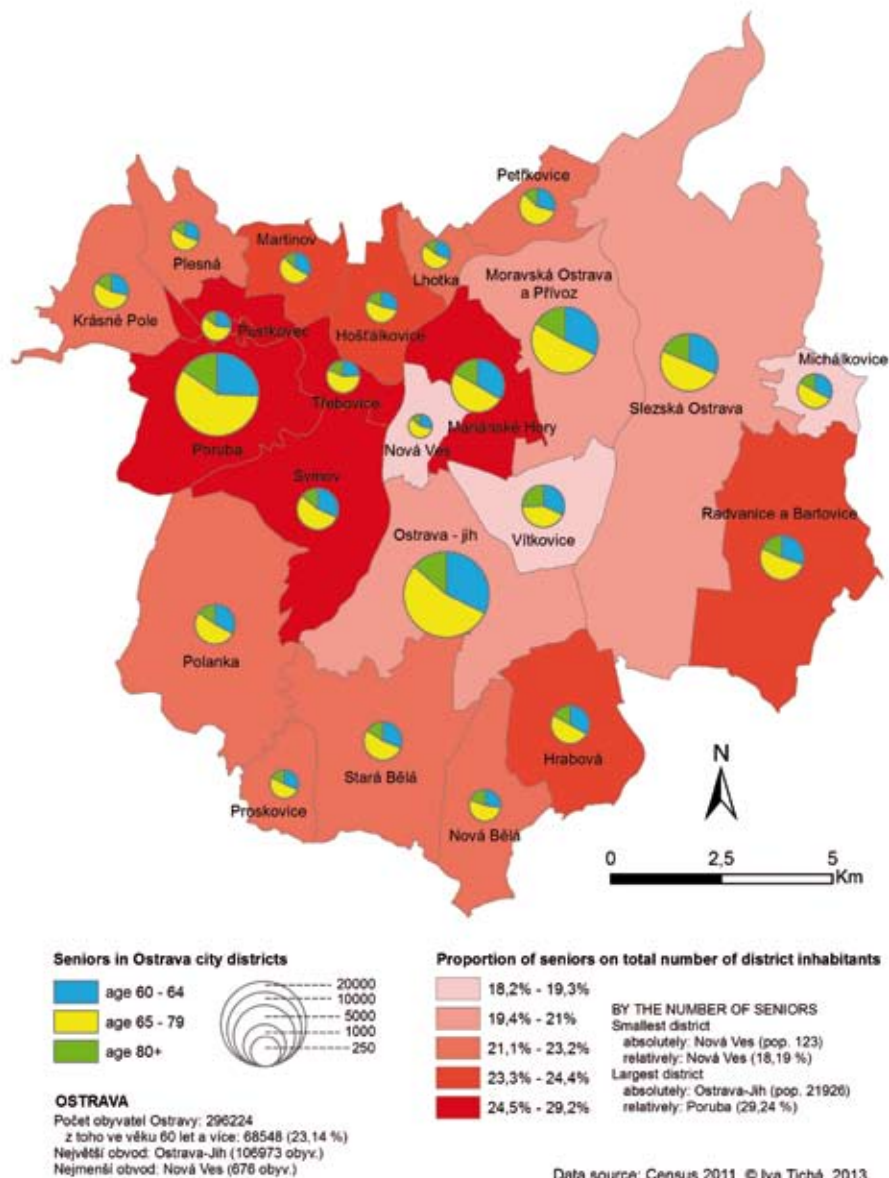 Petřkovice
Martinov
Plesná
Lhotka
Moravská Ostrava
a Přívoz
Krásné Pole
Pustkovec
Hošťálkovice
Michálkovice
Třebovice
Slezská Ostrava
Mariánské Hory
Nová Ves
Poruba
Svinov
Radvanice a Bartovice
Ostrava - jih
Vítkovice
Polanka
Hrabová
N
Stará Bělá
Proskovice
Nová Bělá
0 2,5 5
Km
Seniors in Ostrava city districts
age 60 - 64
age 65 - 79
age 80+
20000
10000
5000
1000
250
OSTRAVA
Počet obyvatel Ostravy: 296224
z toho ve věku 60 let a více: 68548 (23,14 %)
Největší obvod: Ostrava-Jih (106973 obyv.)
Nejmenší obvod: Nová Ves (676 obyv.)
Proportion of seniors on total number of district inhabitants
18,2% - 19,3%
19,4% - 21%
21,1% - 23,2%
23,3% - 24,4%
24,5% - 29,2%
BY THE NUMBER OF SENIORS
Smallest district
absolutely: Nová Ves (pop. 123)
relatively: Nová Ves (18,19 %)
Largest district
absolutely: Ostrava-Jih (pop. 21926)
relatively: Poruba (29,24 %)
Data source: Census 2011, © Iva Tichá, 2013